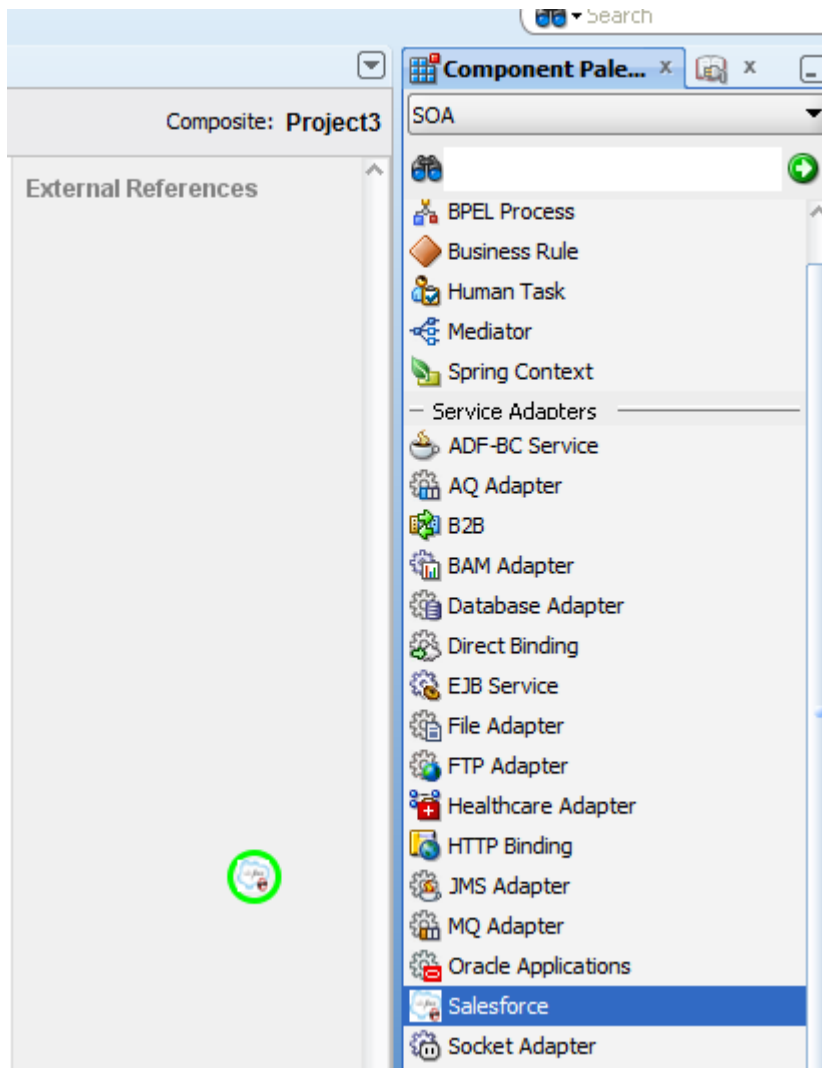 Search
Component Pale...
Composite: Project3
SOA
External References
BPEL Process
Business Rule
Human Task
Mediator
Spring Context
Service Adapters
ADF-BC Service
AQ Adapter
B2B
BAM Adapter
Database Adapter
Direct Binding
EJB Service
File Adapter
FTP Adapter
Healthcare Adapter
HTTP Binding
JMS Adapter
MQ Adapter
Oracle Applications
Salesforce
Socket Adapter